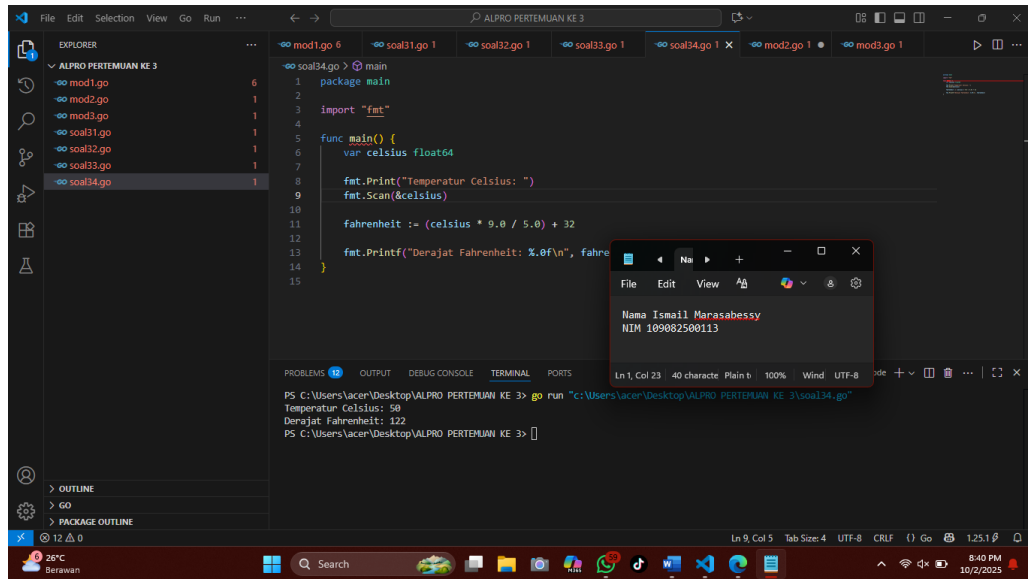 File Edit Selection View Go Run ··· ← → ALPRO PERTEMUAN KE 3
EXPLORER ···
mod1.go 6 soal31.go 1 soal32.go 1 soal33.go 1 soal34.go 1 × mod2.go 1 ● mod3.go 1
ALPRO PERTEMUAN KE 3
mod1.go 6
mod2.go 1
mod3.go 1
soal31.go 1
soal32.go 1
soal33.go 1
soal34.go 1
soal34.go > main
1 package main
2
3 import "fmt"
4
5 func main() {
6 var celsius float64
7
8 fmt.Print("Temperatur Celsius: ")
9 fmt.Scan(&celsius)
10
11 fahrenheit := (celsius * 9.0 / 5.0) + 32
12
13 fmt.Printf("Derajat Fahrenheit: %.0f\n", fahre
14 }
15
File Edit View
Nama Ismail Marasabessy
NIM 109082500113
Ln 1, Col 23 40 characte Plain t 100% Wind UTF-8
PROBLEMS 12 OUTPUT DEBUG CONSOLE TERMINAL PORTS
PS C:\Users\acer\Desktop\ALPRO PERTEMUAN KE 3> go run "c:\Users\acer\Desktop\ALPRO PERTEMUAN KE 3\soal34.go"
Temperatur Celsius: 50
Derajat Fahrenheit: 122
PS C:\Users\acer\Desktop\ALPRO PERTEMUAN KE 3>
OUTLINE
GO
PACKAGE OUTLINE
12 0 Ln 9, Col 5 Tab Size: 4 UTF-8 CRLF {} Go 1.25.1
6 26°C
Berawan
Search
8:40 PM
10/2/2025